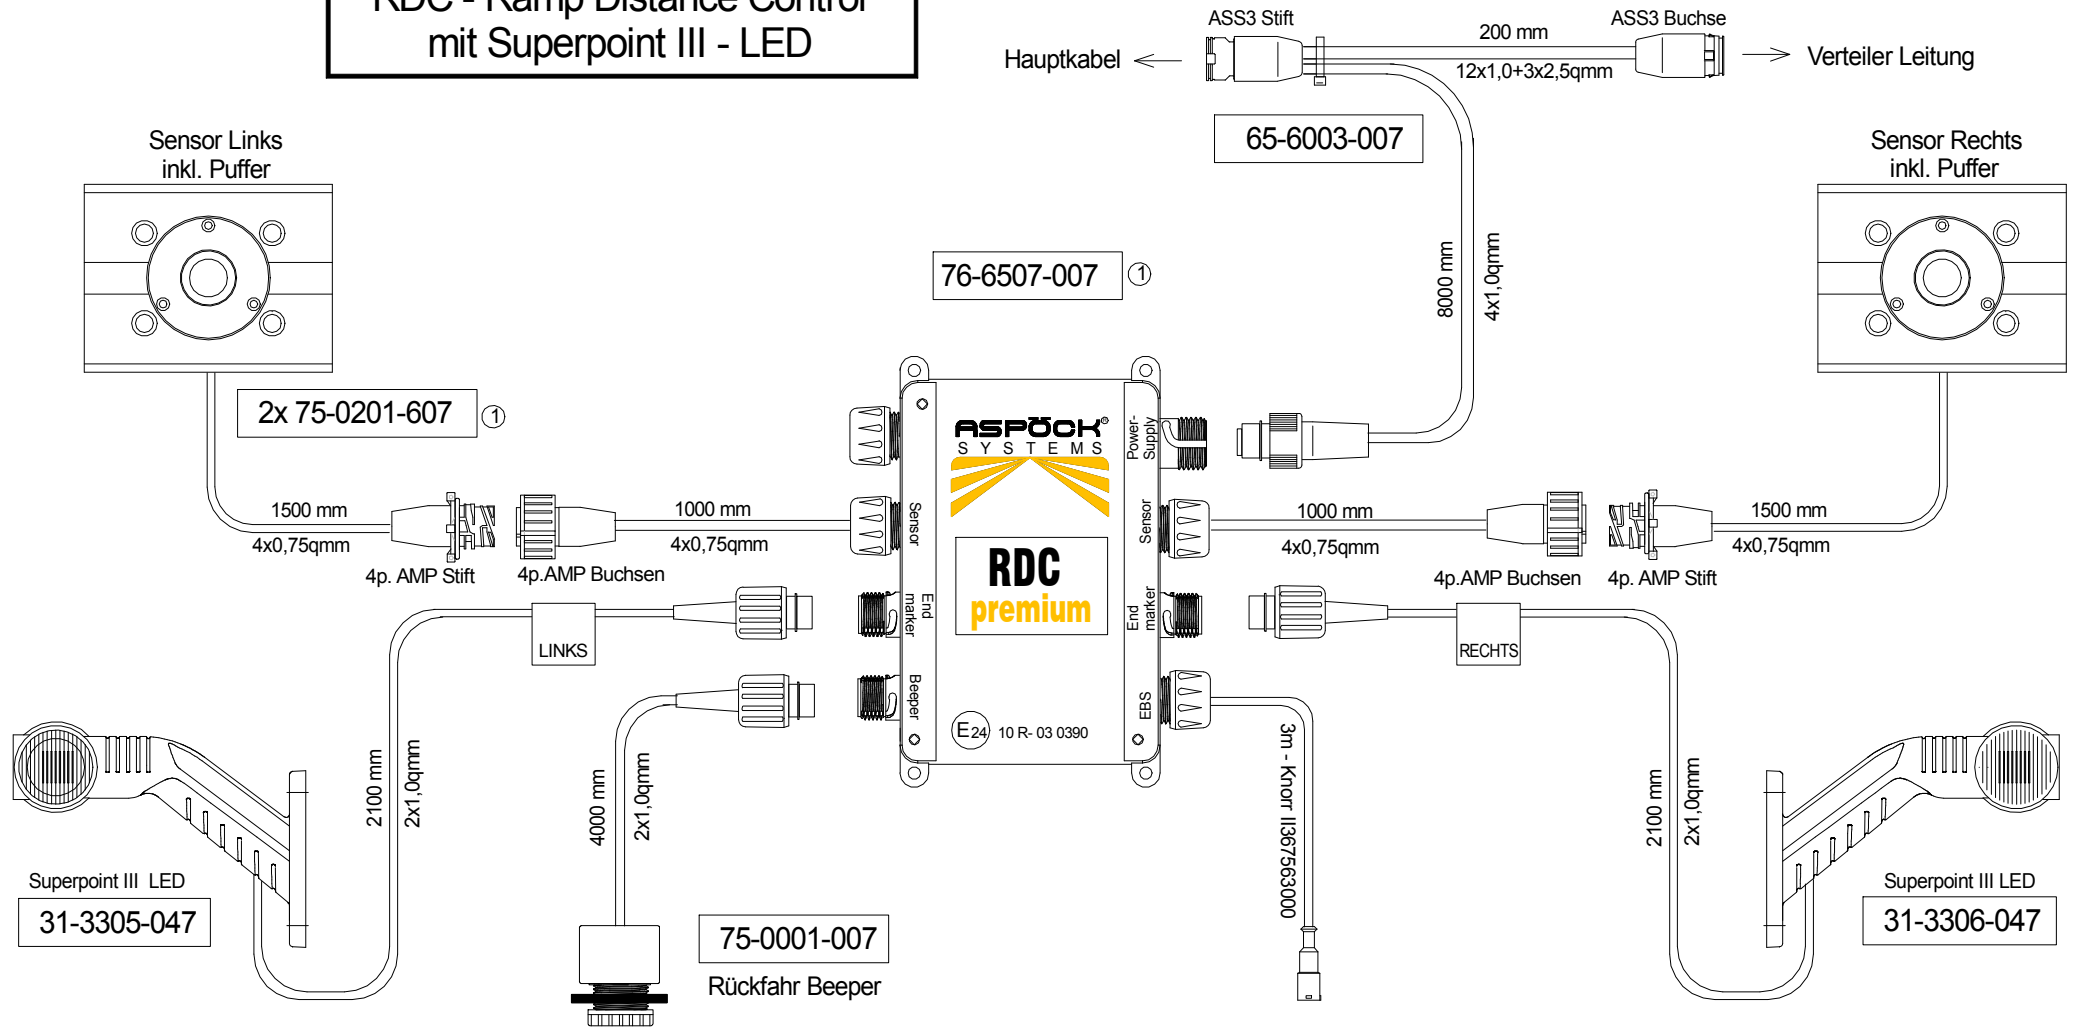 RDC - Ramp Distance Control
mit Superpoint III - LED
ASS3 Stift
ASS3 Buchse
200 mm
Hauptkabel
Verteiler Leitung
12x1,0+3x2,5qmm
65-6003-007
Sensor Links
inkl. Puffer
Sensor Rechts
inkl. Puffer
76-6507-007 1
8000 mm
4x1,0qmm
2x 75-0201-607 1
ASPÖCK®
SYSTEMS
Power-
Supply
Sensor
Sensor
1500 mm
4x0,75qmm
1000 mm
4x0,75qmm
1000 mm
4x0,75qmm
1500 mm
4x0,75qmm
4p. AMP Stift
4p.AMP Buchsen
4p.AMP Buchsen
4p. AMP Stift
RDC
premium
End
marker
End
marker
LINKS
RECHTS
Beeper
EBS
E24 10 R- 03 0390
2100 mm
2x1,0qmm
4000 mm
2x1,0qmm
3m - Knorr II367563000
2100 mm
2x1,0qmm
Superpoint III LED
31-3305-047
75-0001-007
Rückfahr Beeper
Superpoint III LED
31-3306-047